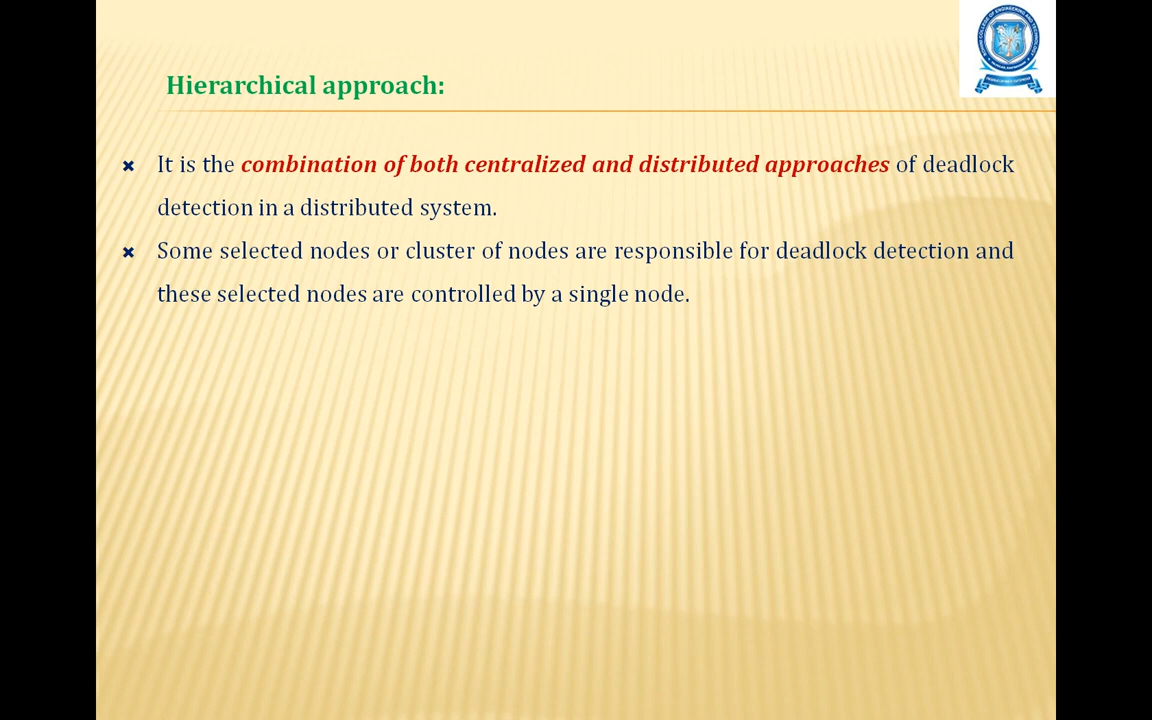 Hierarchical approach:
It is the combination of both centralized and distributed approaches of deadlock
detection in a distributed system.
Some selected nodes or cluster of nodes are responsible for deadlock detection and
these selected nodes are controlled by a single node.